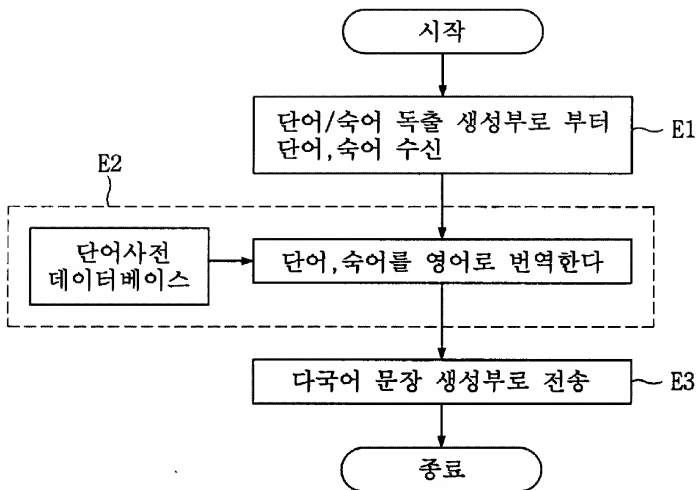 시작
단어/숙어 독출 생성부로 부터
단어,숙어 수신
E1
E2
단어사전
데이터베이스
단어,숙어를 영어로 번역한다
다국어 문장 생성부로 전송
E3
종료